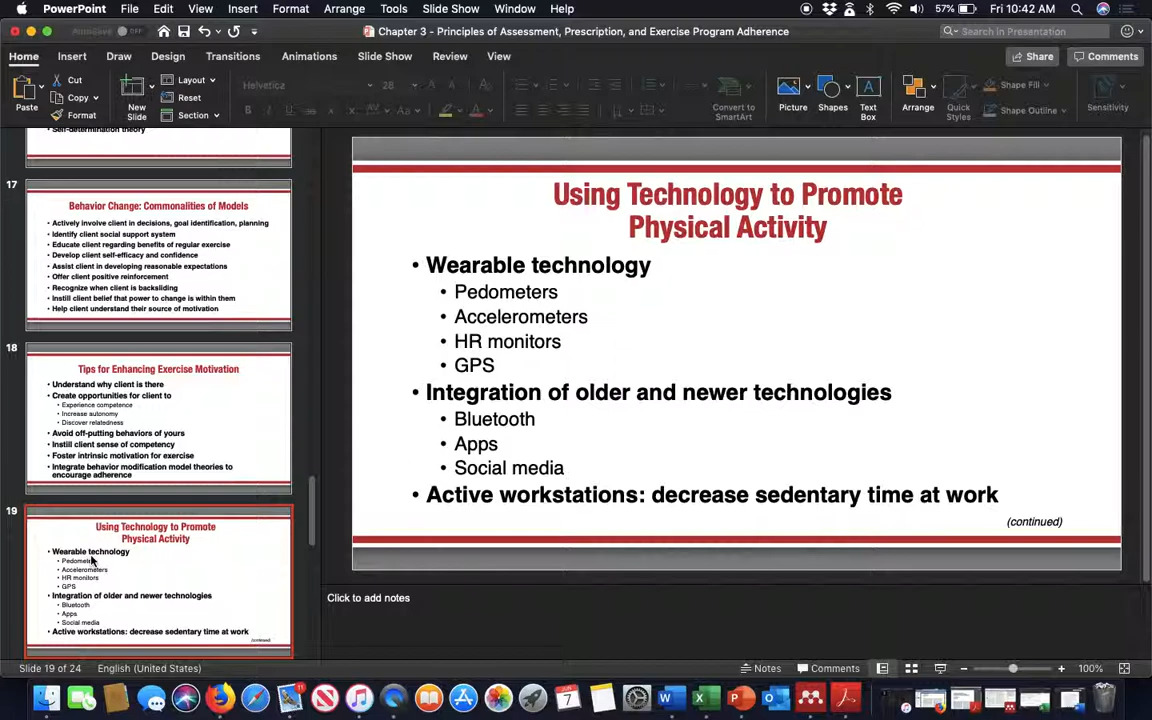 PowerPoint File Edit View Insert Format Arrange Tools Slide Show Window Help 57% Fri 10:42 AM
AutoSave OFF Chapter 3 - Principles of Assessment, Prescription, and Exercise Program Adherence Search in Presentation
Home Insert Draw Design Transitions Animations Slide Show Review View Share Comments
Paste Cut Copy Format New Slide Layout Reset Section Helvetica 28 Convert to SmartArt Picture Shapes Text Box Arrange Quick Styles Shape Fill Shape Outline Sensitivity
• Self-determination theory
17
Behavior Change: Commonalities of Models
• Actively involve client in decisions, goal identification, planning
• Identify client social support system
• Educate client regarding benefits of regular exercise
• Develop client self-efficacy and confidence
• Assist client in developing reasonable expectations
• Offer client positive reinforcement
• Recognize when client is backsliding
• Instill client belief that power to change is within them
• Help client understand their source of motivation
18
Tips for Enhancing Exercise Motivation
• Understand why client is there
• Create opportunities for client to
• Experience competence
• Increase autonomy
• Discover relatedness
• Avoid off-putting behaviors of yours
• Instill client sense of competency
• Foster intrinsic motivation for exercise
• Integrate behavior modification model theories to
encourage adherence
19
Using Technology to Promote
Physical Activity
• Wearable technology
• Pedometers
• Accelerometers
• HR monitors
• GPS
• Integration of older and newer technologies
• Bluetooth
• Apps
• Social media
• Active workstations: decrease sedentary time at work
(continued)
Using Technology to Promote
Physical Activity
• Wearable technology
• Pedometers
• Accelerometers
• HR monitors
• GPS
• Integration of older and newer technologies
• Bluetooth
• Apps
• Social media
• Active workstations: decrease sedentary time at work
(continued)
Click to add notes
Slide 19 of 24 English (United States) Notes Comments 100%